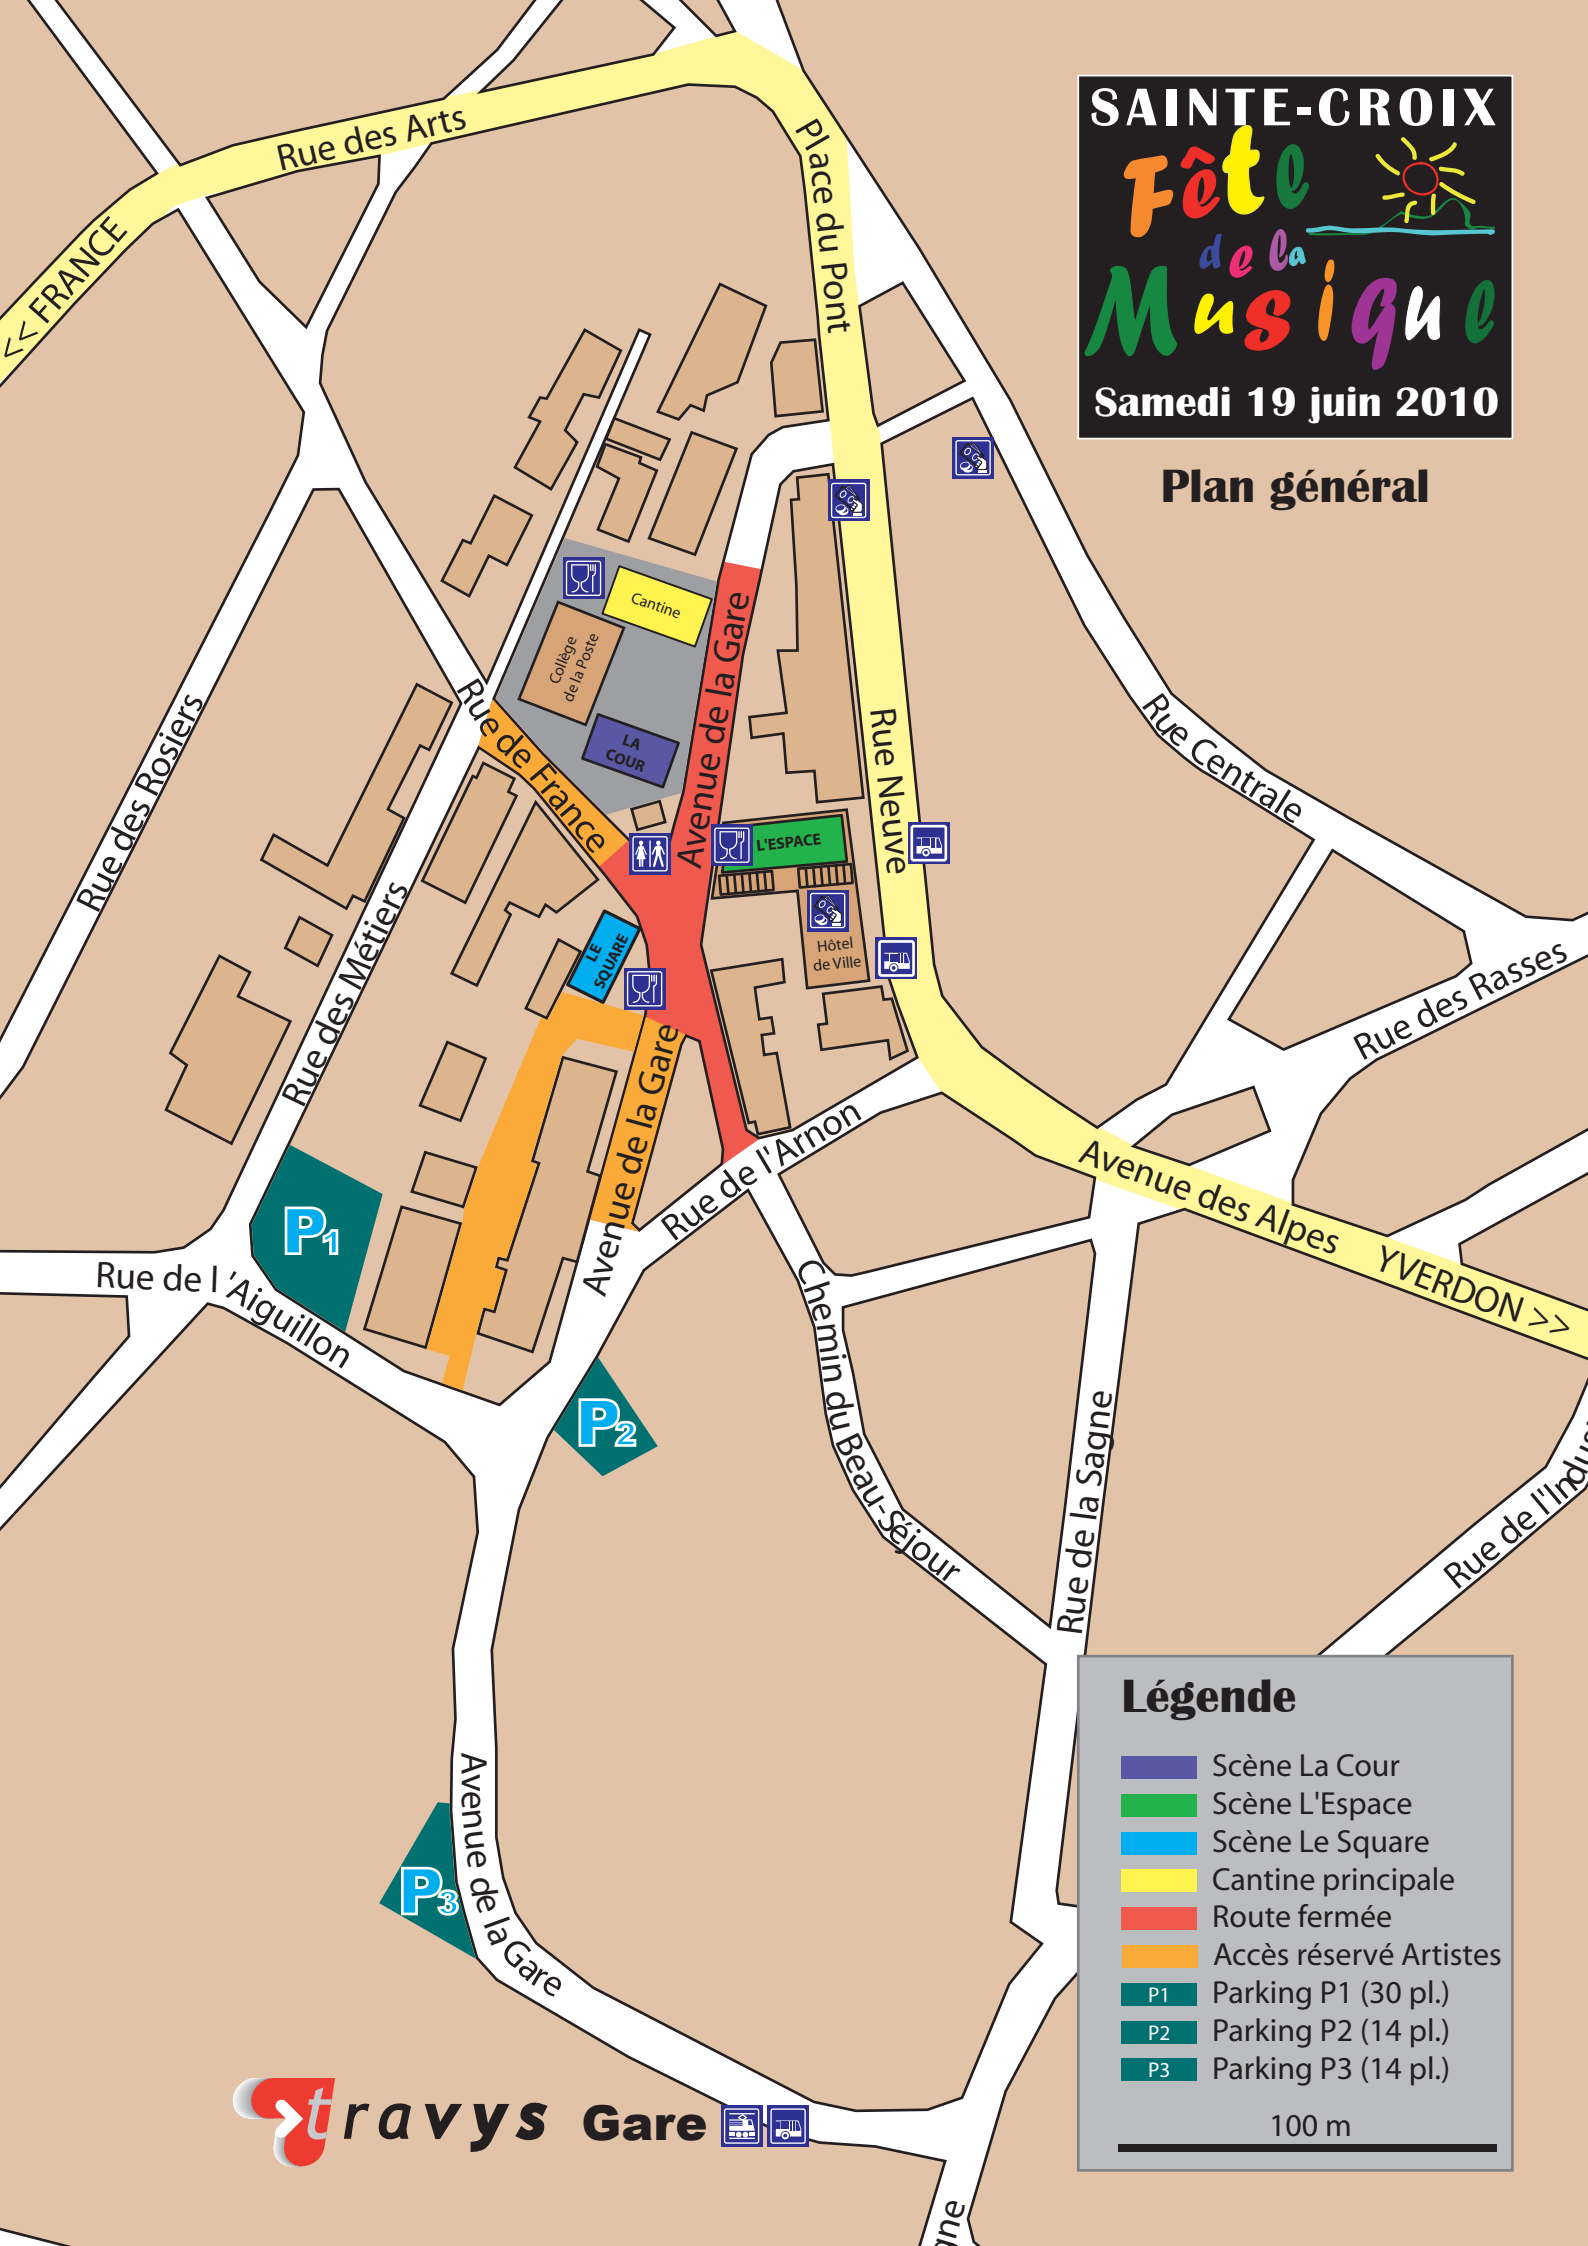 SAINTE-CROIX
Fête
de la
Musique
Samedi 19 juin 2010
Plan général
Rue des Arts
<< FRANCE
Place du Pont
Cantine
Collège
de la Poste
LA
COUR
Avenue de la Gare
Rue de France
Rue Neuve
Rue Centrale
Rue des Rosiers
Rue des Métiers
L'ESPACE
Hôtel
de Ville
LE
SQUARE
Rue des Rasses
Avenue de la Gare
Rue de l'Arnon
Avenue des Alpes
YVERDON >>
P1
Rue de l 'Aiguillon
P2
Chemin du Beau-Séjour
Rue de la Sagne
Rue de l'Indus
P3
Avenue de la Gare
Légende
Scène La Cour
Scène L'Espace
Scène Le Square
Cantine principale
Route fermée
Accès réservé Artistes
P1 Parking P1 (30 pl.)
P2 Parking P2 (14 pl.)
P3 Parking P3 (14 pl.)
100 m
travys Gare
gne